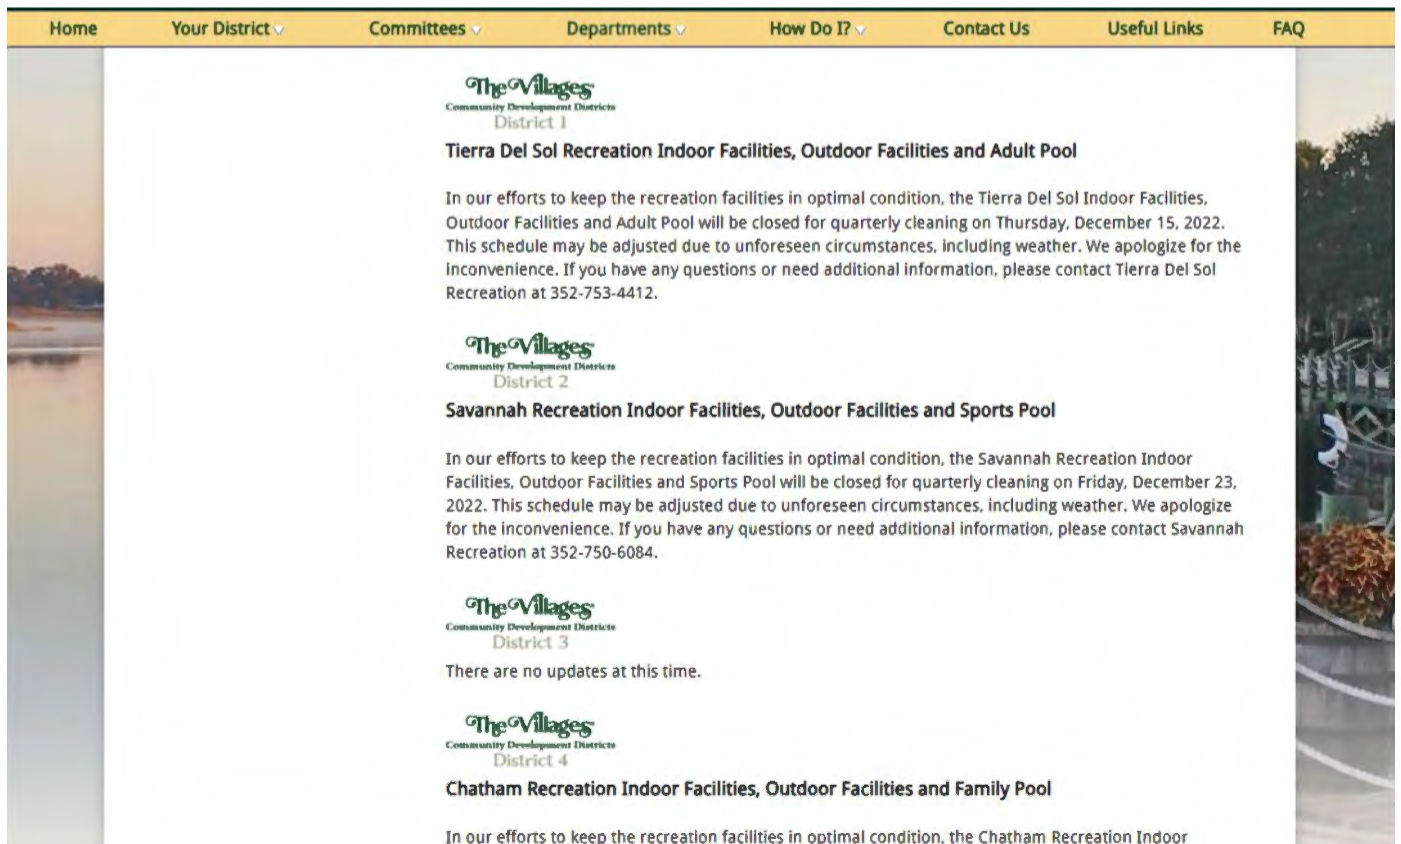 Home Your District Committees Departments How Do I? Contact Us Useful Links FAQ
The Villages
Community Development Districts
District 1
Tierra Del Sol Recreation Indoor Facilities, Outdoor Facilities and Adult Pool
In our efforts to keep the recreation facilities in optimal condition, the Tierra Del Sol Indoor Facilities,
Outdoor Facilities and Adult Pool will be closed for quarterly cleaning on Thursday, December 15, 2022.
This schedule may be adjusted due to unforeseen circumstances, including weather. We apologize for the
inconvenience. If you have any questions or need additional information, please contact Tierra Del Sol
Recreation at 352-753-4412.
The Villages
Community Development Districts
District 2
Savannah Recreation Indoor Facilities, Outdoor Facilities and Sports Pool
In our efforts to keep the recreation facilities in optimal condition, the Savannah Recreation Indoor
Facilities, Outdoor Facilities and Sports Pool will be closed for quarterly cleaning on Friday, December 23,
2022. This schedule may be adjusted due to unforeseen circumstances, including weather. We apologize
for the inconvenience. If you have any questions or need additional information, please contact Savannah
Recreation at 352-750-6084.
The Villages
Community Development Districts
District 3
There are no updates at this time.
The Villages
Community Development Districts
District 4
Chatham Recreation Indoor Facilities, Outdoor Facilities and Family Pool
In our efforts to keep the recreation facilities in optimal condition, the Chatham Recreation Indoor